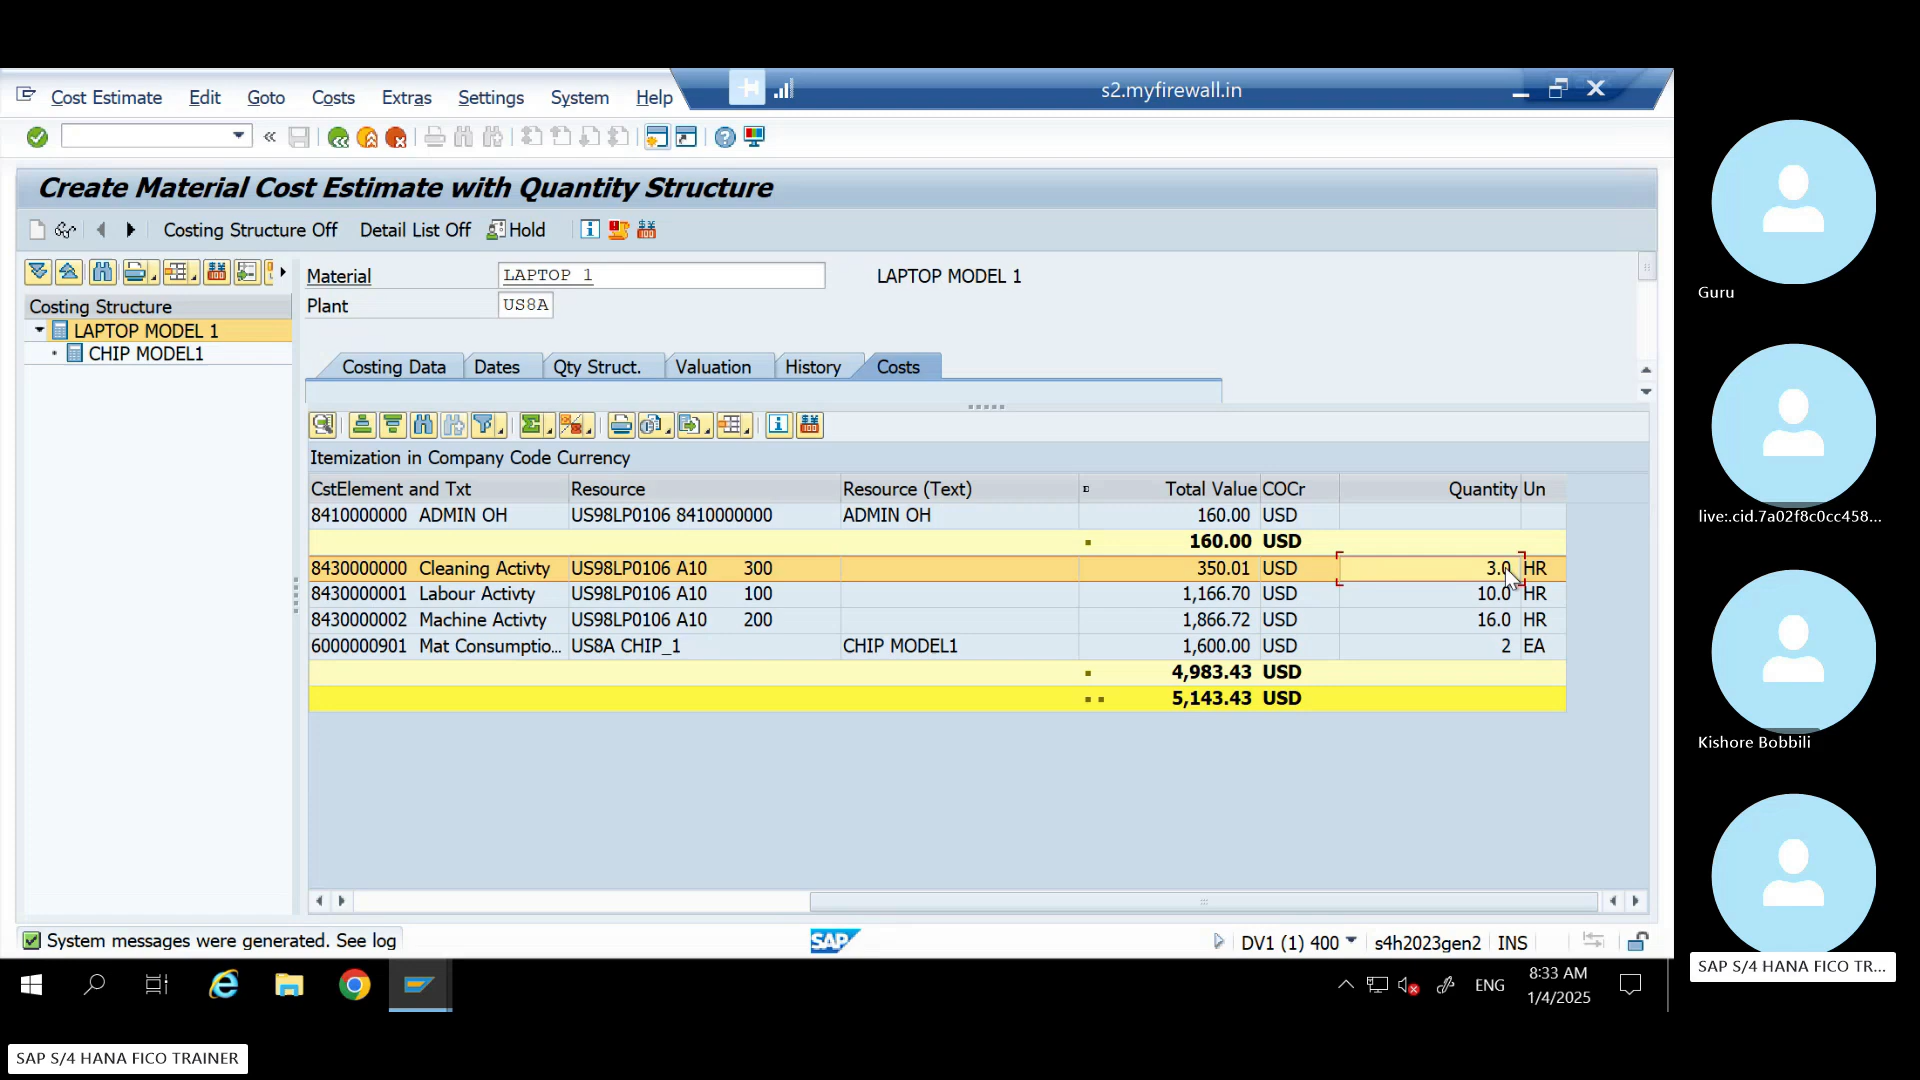 s2.myfirewall.in
Cost Estimate Edit Goto Costs Extras Settings System Help
Create Material Cost Estimate with Quantity Structure
Costing Structure Off Detail List Off Hold
Material LAPTOP 1 LAPTOP MODEL 1
Plant US8A
Costing Structure
LAPTOP MODEL 1
CHIP MODEL1
Costing Data Dates Qty Struct. Valuation History Costs
Itemization in Company Code Currency
CstElement and Txt Resource Resource (Text) Total Value COCr Quantity Un
8410000000 ADMIN OH US98LP0106 8410000000 ADMIN OH 160.00 USD
160.00 USD
8430000000 Cleaning Activty US98LP0106 A10 300 350.01 USD 3.0 HR
8430000001 Labour Activty US98LP0106 A10 100 1,166.70 USD 10.0 HR
8430000002 Machine Activty US98LP0106 A10 200 1,866.72 USD 16.0 HR
6000000901 Mat Consumptio... US8A CHIP_1 CHIP MODEL1 1,600.00 USD 2 EA
4,983.43 USD
5,143.43 USD
System messages were generated. See log
SAP
DV1 (1) 400 s4h2023gen2 INS
ENG
8:33 AM
1/4/2025
SAP S/4 HANA FICO TRAINER
Guru
live:.cid.7a02f8c0cc458...
Kishore Bobbili
SAP S/4 HANA FICO TR...